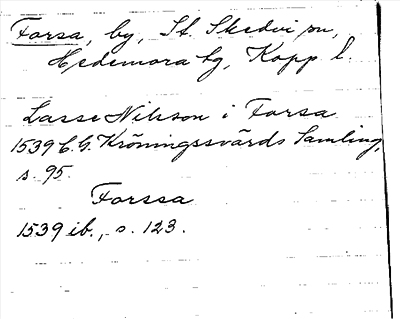 Forsa, by, St. Skedvi sn,
Hedemora tg, Kopp. l.
Lasse Nilsson i Forsa
1539 C. G. Kröningssvärds Samling,
s. 95.
Forssa
1539 ib., s. 123.